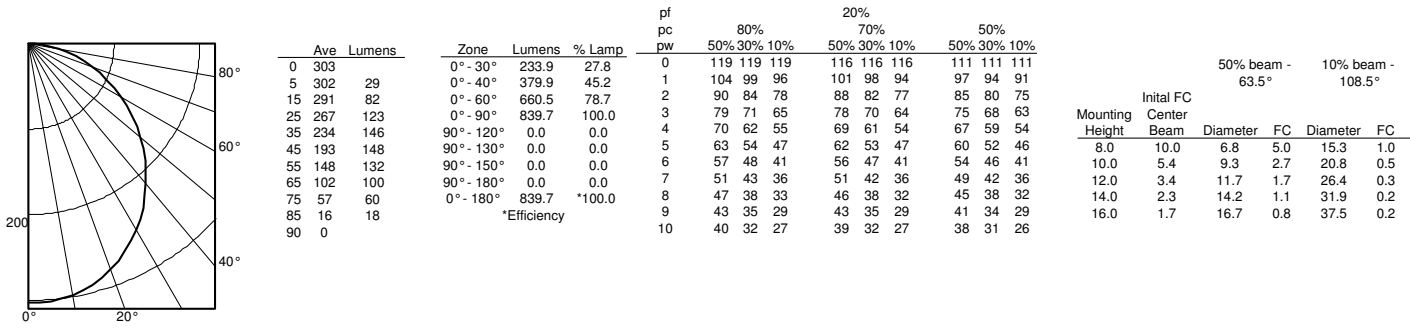 80°
60°
200
40°
0° 20°
Ave Lumens
0 303
5 302 29
15 291 82
25 267 123
35 234 146
45 193 148
55 148 132
65 102 100
75 57 60
85 16 18
90 0
Zone Lumens % Lamp
0° - 30° 233.9 27.8
0° - 40° 379.9 45.2
0° - 60° 660.5 78.7
0° - 90° 839.7 100.0
90° - 120° 0.0 0.0
90° - 130° 0.0 0.0
90° - 150° 0.0 0.0
90° - 180° 0.0 0.0
0° - 180° 839.7 *100.0
*Efficiency
pf 20%
pc 80% 70% 50%
pw 50% 30% 10% 50% 30% 10% 50% 30% 10%
0 119 119 119 116 116 116 111 111 111
1 104 99 96 101 98 94 97 94 91
2 90 84 78 88 82 77 85 80 75
3 79 71 65 78 70 64 75 68 63
4 70 62 55 69 61 54 67 59 54
5 63 54 47 62 53 47 60 52 46
6 57 48 41 56 47 41 54 46 41
7 51 43 36 51 42 36 49 42 36
8 47 38 33 46 38 32 45 38 32
9 43 35 29 43 35 29 41 34 29
10 40 32 27 39 32 27 38 31 26
50% beam - 10% beam -
63.5° 108.5°
Inital FC
Mounting Center
Height Beam Diameter FC Diameter FC
8.0 10.0 6.8 5.0 15.3 1.0
10.0 5.4 9.3 2.7 20.8 0.5
12.0 3.4 11.7 1.7 26.4 0.3
14.0 2.3 14.2 1.1 31.9 0.2
16.0 1.7 16.7 0.8 37.5 0.2